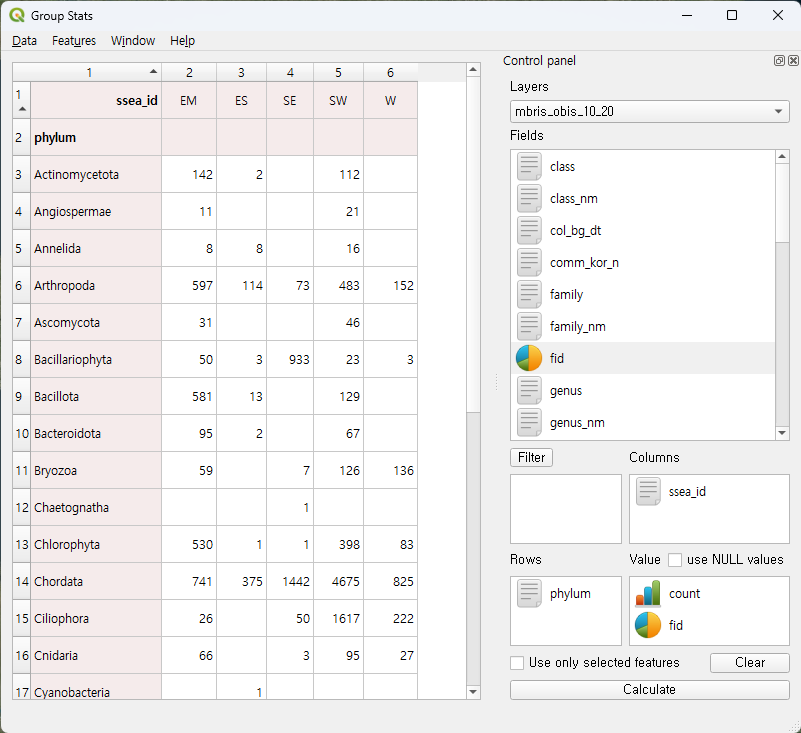 Group Stats
Data Features Window Help
1 2 3 4 5 6
1 ssea_id EM ES SE SW W
2 phylum
3 Actinomycetota 142 2 112
4 Angiospermae 11 21
5 Annelida 8 8 16
6 Arthropoda 597 114 73 483 152
7 Ascomycota 31 46
8 Bacillariophyta 50 3 933 23 3
9 Bacillota 581 13 129
10 Bacteroidota 95 2 67
11 Bryozoa 59 7 126 136
12 Chaetognatha 1
13 Chlorophyta 530 1 1 398 83
14 Chordata 741 375 1442 4675 825
15 Ciliophora 26 50 1617 222
16 Cnidaria 66 3 95 27
17 Cyanobacteria 1
Control panel
Layers
mbris_obis_10_20
Fields
class
class_nm
col_bg_dt
comm_kor_n
family
family_nm
fid
genus
genus_nm
Filter Columns
ssea_id
Rows Value use NULL values
phylum count
fid
Use only selected features Clear
Calculate